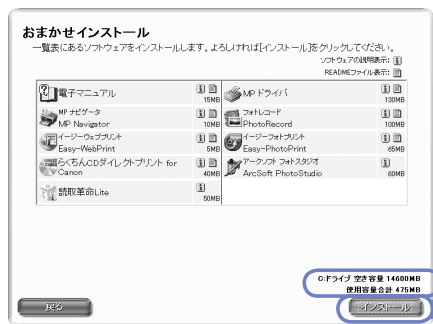 おまかせインストール
一覧表にあるソフトウェアをインストールします。よろしければ[インストール]をクリックしてください。
ソフトウェアの説明表示:
READMEファイル表示:
電子マニュアル
15MB
MP ドライバ
130MB
MP ナビゲータ
MP Navigator
10MB
フォトレコード
PhotoRecord
100MB
イージーウェブプリント
Easy-WebPrint
5MB
イージーフォトプリント
Easy-PhotoPrint
65MB
らくちんCDダイレクトプリント for
Canon
40MB
アークソフト フォトスタジオ
ArcSoft PhotoStudio
60MB
読取革命Lite
50MB
C:ドライブ 空き容量 14600MB
使用容量合計 475MB
戻る
インストール